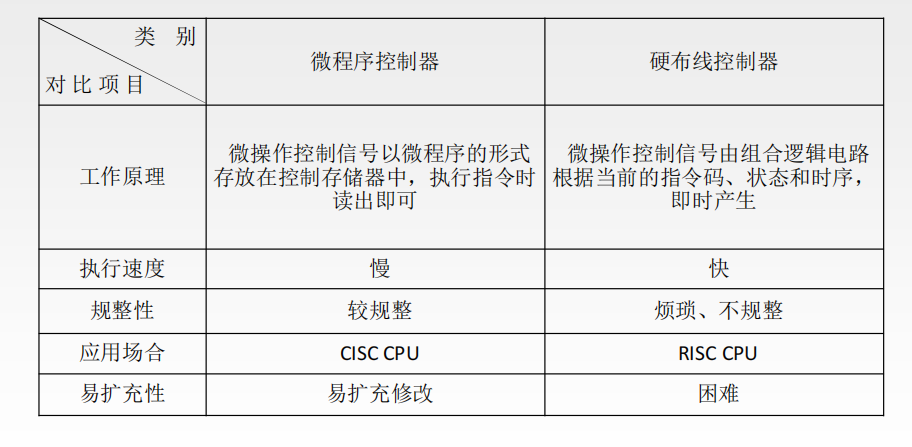 类 别
对比项目
微程序控制器
硬布线控制器
工作原理
微操作控制信号以微程序的形式
存放在控制存储器中，执行指令时
读出即可
微操作控制信号由组合逻辑电路
根据当前的指令码、状态和时序，
即时产生
执行速度
慢
快
规整性
较规整
烦琐、不规整
应用场合
CISC CPU
RISC CPU
易扩充性
易扩充修改
困难